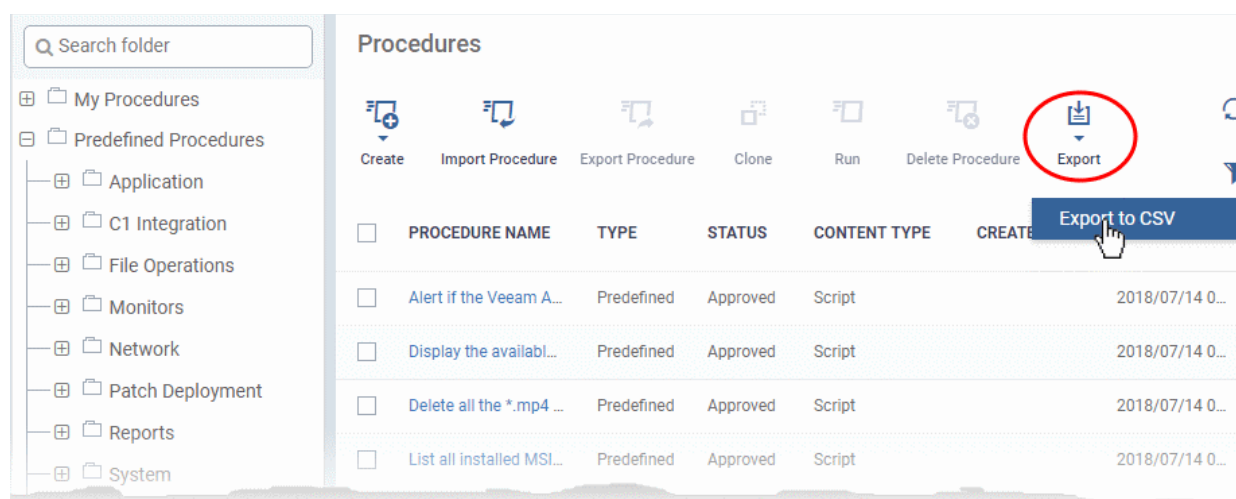 Search folder
My Procedures
Predefined Procedures
Application
C1 Integration
File Operations
Monitors
Network
Patch Deployment
Reports
System
Procedures
Create
Import Procedure
Export Procedure
Clone
Run
Delete Procedure
Export
Export to CSV
PROCEDURE NAME TYPE STATUS CONTENT TYPE CREATE
Alert if the Veeam A... Predefined Approved Script 2018/07/14 0...
Display the availabl... Predefined Approved Script 2018/07/14 0...
Delete all the *.mp4 ... Predefined Approved Script 2018/07/14 0...
List all installed MSI... Predefined Approved Script 2018/07/14 0...